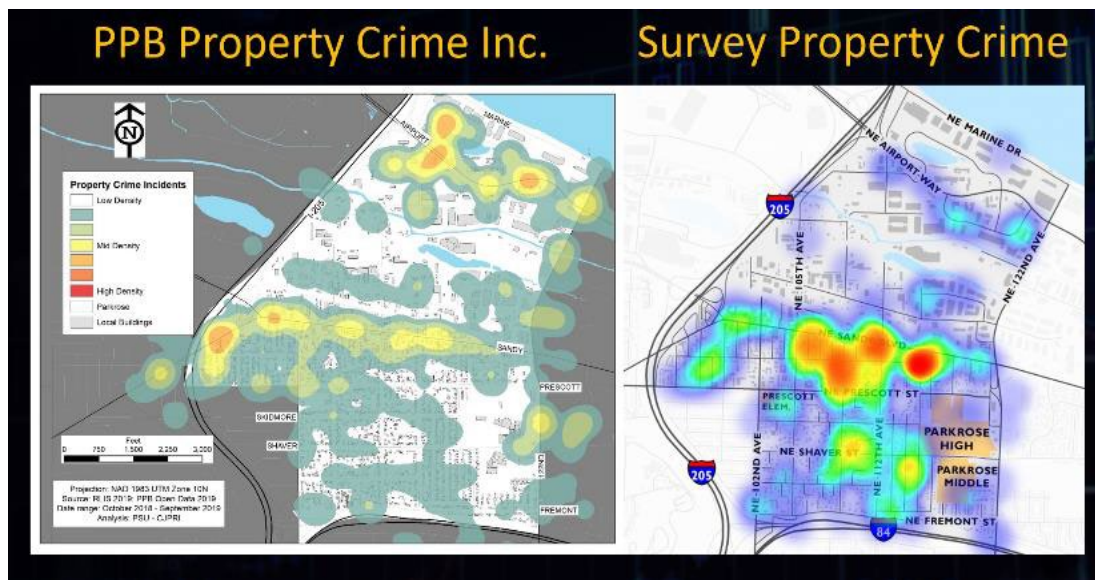 PPB Property Crime Inc.
Survey Property Crime
N
AIRPORT
MARINE
I-205
Property Crime Incidents
Low Density
Mid Density
High Density
Parkrose
Local Buildings
SANDY
PRESCOTT
SKIDMORE
SHAVER
122ND
FREMONT
Feet
0 750 1,500 2,250 3,000
Projection: NAD 1983 UTM Zone 10N
Source: RLIS 2019; PPB Open Data 2019
Date range: October 2018 - September 2019
Analysis: PSU - CJPRI
NE MARINE DR
NE AIRPORT WAY
205
NE 105TH AVE
NE 122ND AVE
NE SANDY BLVD
NE PRESCOTT ST
PRESCOTT
ELEM.
PARKROSE
HIGH
NE SHAVER ST
NE 112TH AVE
NE 102ND AVE
PARKROSE
MIDDLE
205
NE FREMONT ST
84